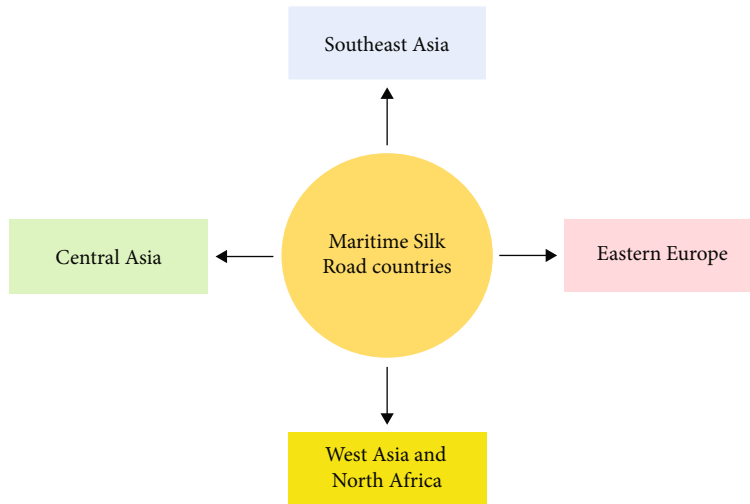 Southeast Asia
Maritime Silk
Road countries
Central Asia
Eastern Europe
West Asia and
North Africa